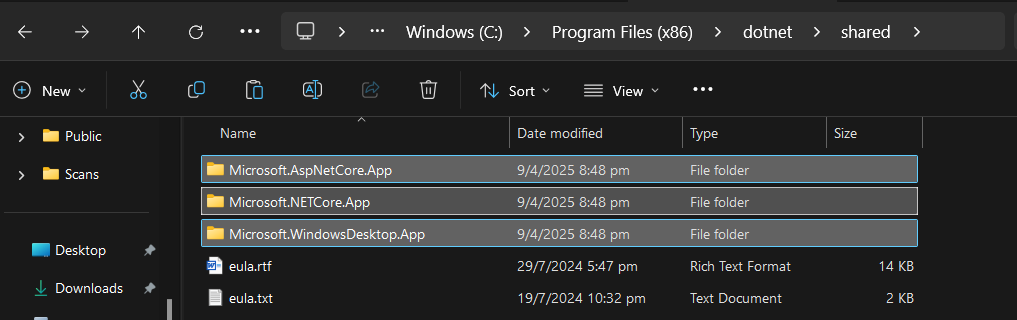 Windows (C:) Program Files (x86) dotnet shared
New Sort View
Name Date modified Type Size
Public
Scans
Desktop
Downloads
Microsoft.AspNetCore.App 9/4/2025 8:48 pm File folder
Microsoft.NETCore.App 9/4/2025 8:48 pm File folder
Microsoft.WindowsDesktop.App 9/4/2025 8:48 pm File folder
eula.rtf 29/7/2024 5:47 pm Rich Text Format 14 KB
eula.txt 19/7/2024 10:32 pm Text Document 2 KB